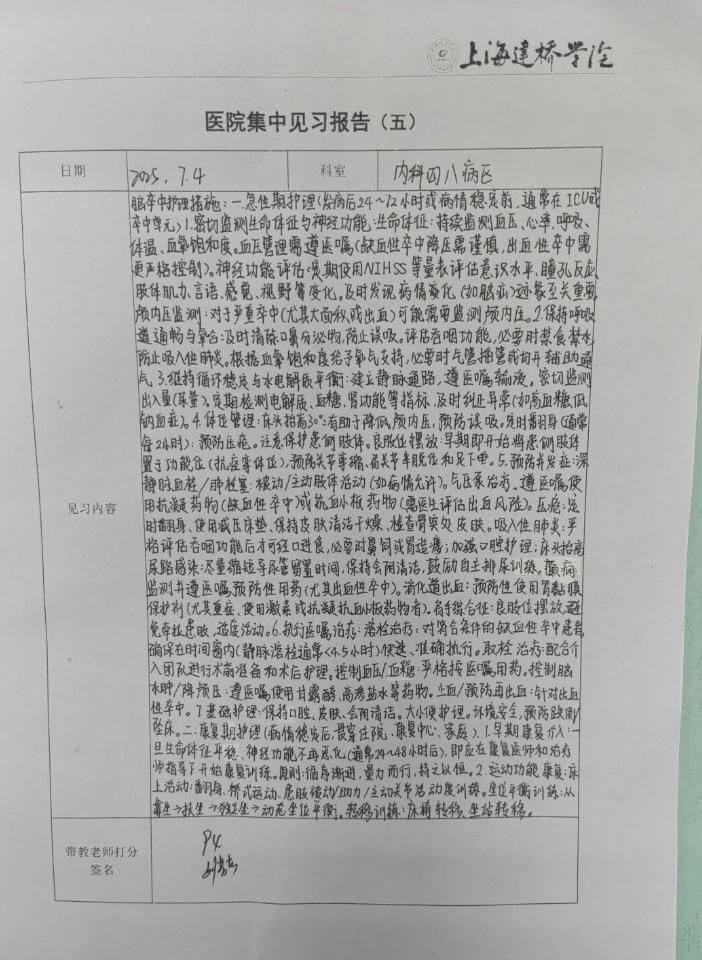 上海建桥学院
医院集中见习报告（五）
日期 2025. 7.4 科室 内科四八病区
脑卒中护理措施：一.急性期护理(发病后24~72小时或病情稳定前，通常在ICU或
卒中单元) 1.密切监测生命体征与神经功能：生命体征：持续监测血压、心率、呼吸、
体温、血氧饱和度。血压管理需遵医嘱(缺血性卒中降压需谨慎，出血性卒中需
更严格控制)。神经功能评估：定期使用NIHSS等量表评估意识水平、瞳孔反应、
肢体肌力、言语、感觉、视野等变化。及时发现病情恶化(如脑疝)迹象至关重要。
颅内压监测：对于严重卒中(尤其大面积或出血)可能需要监测颅内压。2.保持呼吸
道通畅与氧合：及时清除口鼻分泌物，防止误吸。评估吞咽功能，必要时禁食禁水，
防止吸入性肺炎。根据血氧饱和度给予氧气支持，必要时气管插管或切开辅助通
气 3.维持循环稳定与水电解质平衡：建立静脉通路，遵医嘱输液。密切监测
出入量(尿量)。定期检测电解质、血糖、肾功能等指标，及时纠正异常(如高血糖、低
钠血症)。4.体位管理：床头抬高30°：有助于降低颅内压，预防误吸。定时翻身(通常
每2小时)：预防压疮。注意保护患侧肢体。良肢位摆放：早期即开始将患侧肢体
置于功能位(抗痉挛体位)，预防关节挛缩、肩关节半脱位和足下垂。5.预防并发症：深
静脉血栓/肺栓塞：被动/主动肢体活动(如病情允许)。气压泵治疗。遵医嘱使
见习内容 用抗凝药物(缺血性卒中)或抗血小板药物(需医生评估出血风险)。压疮：定
时翻身、使用减压床垫、保持皮肤清洁干燥、检查骨突处皮肤。吸入性肺炎：严
格评估吞咽功能后才可经口进食，必要时鼻饲或胃造瘘；加强口腔护理；床头抬高
尿路感染：尽量缩短导尿管留置时间，保持会阴清洁，鼓励自主排尿训练。癫痫：
监测并遵医嘱预防性用药(尤其出血性卒中)。消化道出血：预防性使用胃黏膜
保护剂(尤其重症、使用激素或抗凝抗血小板药物者)。肩手综合征：良肢位摆放，避
免牵拉患肢，适度活动。6.执行医嘱治疗：溶栓治疗：对符合条件的缺血性卒中患者，
确保在时间窗内(静脉溶栓通常<4.5小时)快速、准确执行。取栓治疗：配合介
入团队进行术前准备和术后护理。控制血压/血糖：严格按医嘱用药。控制脑
水肿/降颅压：遵医嘱使用甘露醇、高渗盐水等药物。止血/预防再出血：针对出血
性卒中。7.基础护理：保持口腔、皮肤、会阴清洁。大小便护理。环境安全，预防跌倒/
坠床。二.康复期护理(病情稳定后，贯穿住院、康复中心、家庭) 1.早期康复介入：一
旦生命体征平稳、神经功能不再恶化(通常24~48小时后)，即应在康复医师和治疗
师指导下开始康复训练。原则：循序渐进，量力而行，持之以恒。2.运动功能康复：床
上活动：翻身、桥式运动、患肢被动/助力/主动关节活动度训练。坐位平衡训练：从
靠坐→扶坐→独坐→动态坐位平衡。转移训练：床椅转移、坐站转移。
带教老师打分
签名